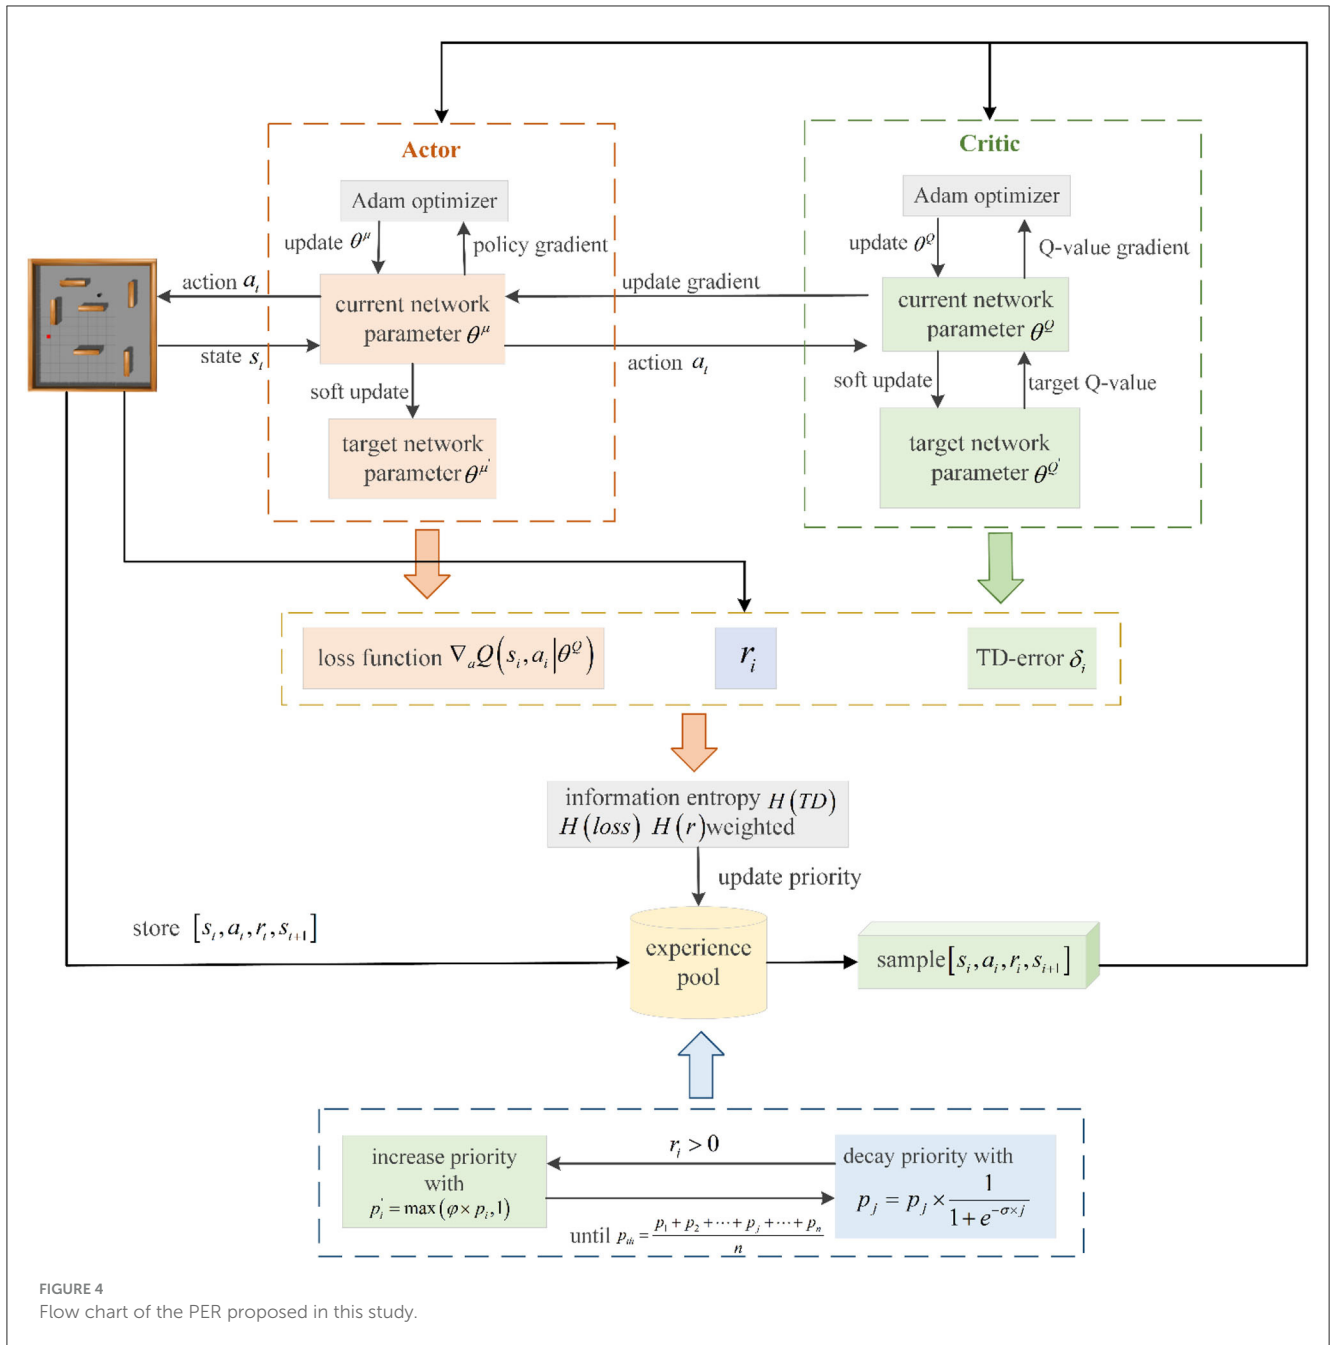 Actor
Adam optimizer
update θ^μ
policy gradient
current network
parameter θ^μ
soft update
target network
parameter θ^μ'
Critic
Adam optimizer
update θ^Q
Q-value gradient
current network
parameter θ^Q
soft update
target Q-value
target network
parameter θ^Q'
action a_t
state s_t
update gradient
action a_t
loss function ∇_a Q(s_i, a_i|θ^Q)
r_i
TD-error δ_i
information entropy H(TD)
H(loss) H(r)weighted
update priority
store [s_t, a_t, r_t, s_{t+1}]
experience
pool
sample[s_i, a_i, r_i, s_{i+1}]
increase priority
with
p_i' = max(φ × p_i, 1)
r_i > 0
until p_th = (p_1 + p_2 + ··· + p_j + ··· + p_n) / n
decay priority with
p_j = p_j × 1 / (1 + e^{-σ×j})
FIGURE 4
Flow chart of the PER proposed in this study.